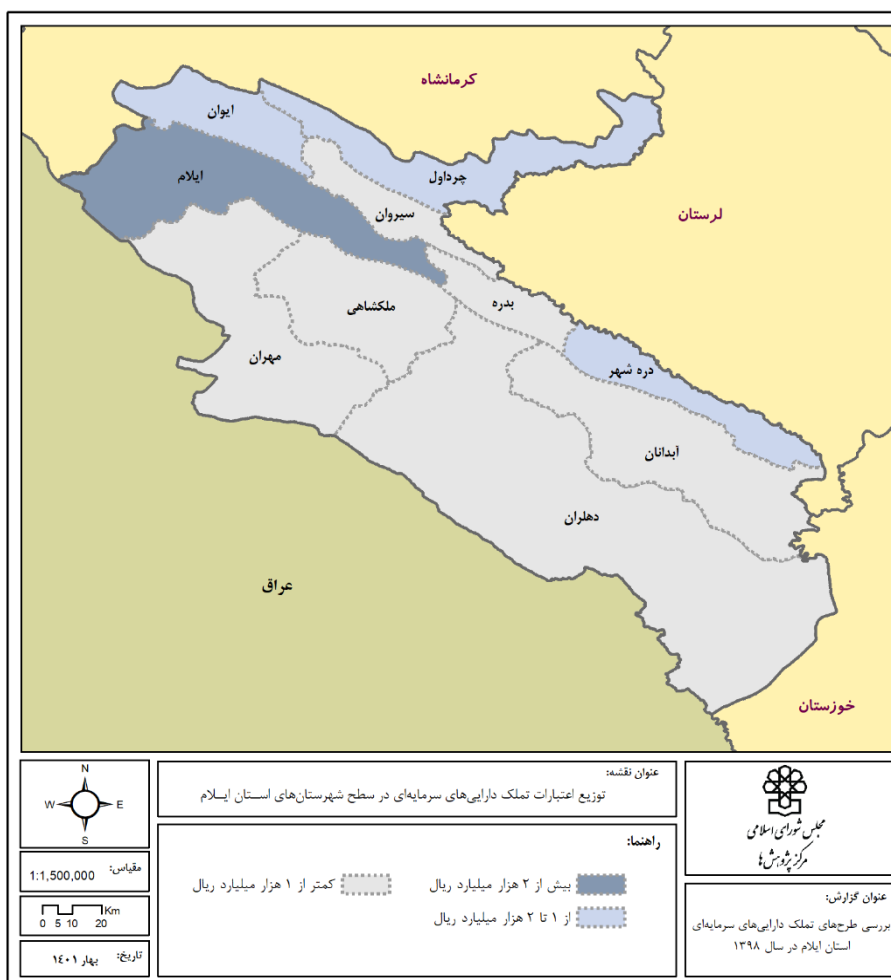 کرمانشاه
ایوان
چرداول
ایلام
لرستان
سیروان
بدره
ملکشاهی
مهران
دره شهر
آبدانان
دهلران
عراق
خوزستان
N
W E
S
مقیاس:
1:1,500,000
Km
0 5 10 20
تاریخ: بهار ۱۴۰۱
عنوان نقشه:
توزیع اعتبارات تملک دارایی‌های سرمایه‌ای در سطح شهرستان‌های اسـتان ایـلام
راهنما:
بیش از ۲ هزار میلیارد ریال
کمتر از ۱ هزار میلیارد ریال
از ۱ تا ۲ هزار میلیارد ریال
مجلس شورای اسلامی
مرکز پژوهش‌ها
عنوان گزارش:
بررسی طرح‌های تملک دارایی‌های سرمایه‌ای
استان ایلام در سال ۱۳۹۸